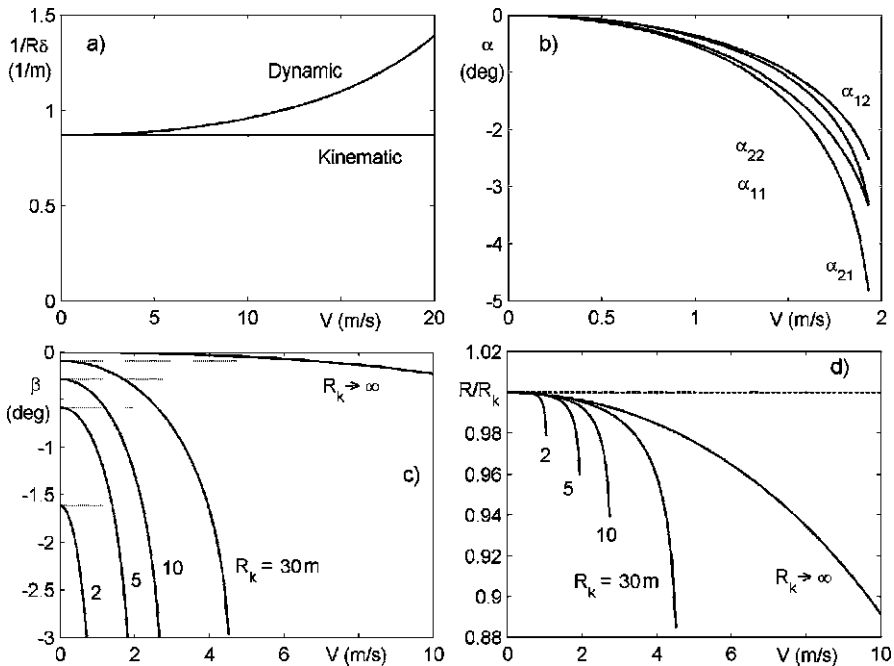 1.5
1/Rδ
(1/m)
1
0.5
0
a)
Dynamic
Kinematic
0
5
10
15
20
V (m/s)
0
α
(deg)
-1
-2
-3
-4
-5
b)
α12
α22
α11
α21
0
0.5
1
1.5
2
V (m/s)
0
β
(deg)
-0.5
-1
-1.5
-2
-2.5
-3
Rk → ∞
c)
Rk = 30 m
2
5
10
0
2
4
6
8
10
V (m/s)
1.02
R/Rk
0.98
0.96
0.94
0.92
0.9
0.88
d)
2
5
10
Rk = 30 m
Rk → ∞
0
2
4
6
8
10
V (m/s)